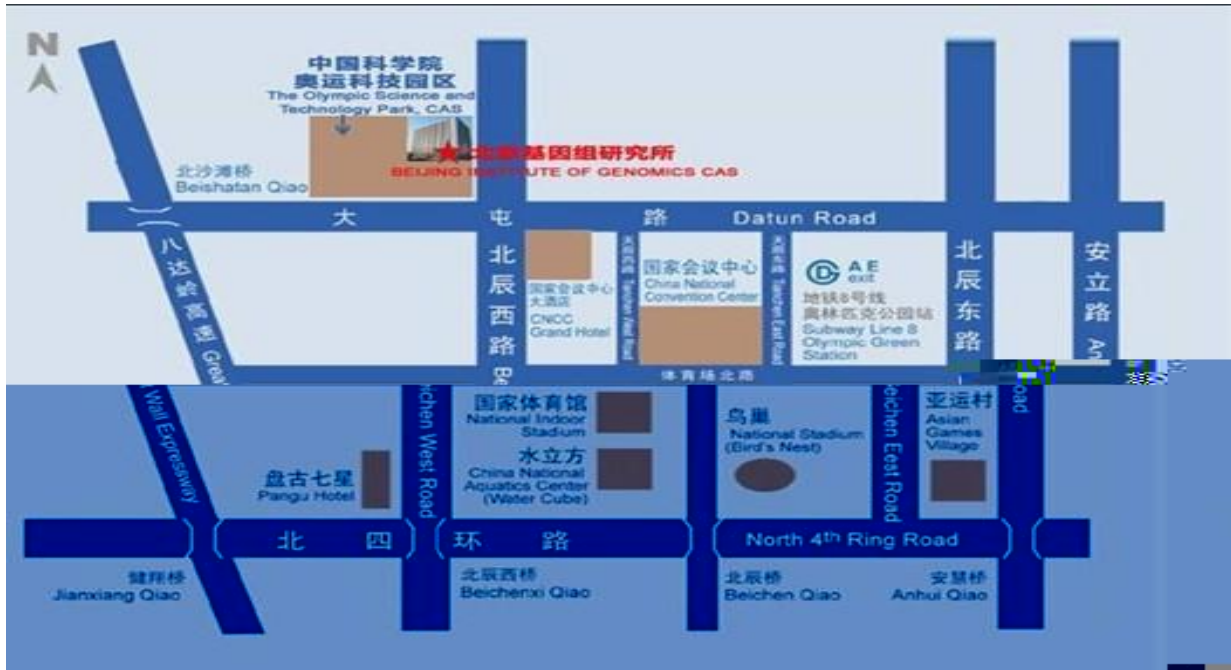 N
中国科学院
奥运科技园区
The Olympic Science and
Technology Park, CAS
北京基因组研究所
BEIJING INSTITUTE OF GENOMICS CAS
北沙滩桥
Beishatan Qiao
大屯路 Datun Road
八达岭高速 Great Wall Expressway
北辰西路 Beichen West Road
国家会议中心
大酒店
CNCC
Grand Hotel
天辰西路 Tianchen West Road
国家会议中心
China National
Convention Center
天辰东路 Tianchen East Road
A E
exit
地铁8号线
奥林匹克公园站
Subway Line 8
Olympic Green
Station
北辰东路
安立路 An
体育场北路
国家体育馆
National Indoor
Stadium
水立方
China National
Aquatics Center
(Water Cube)
盘古七星
Pangu Hotel
鸟巢
National Stadium
(Bird's Nest)
Beichen Eest Road
亚运村
Asian
Games
Village
Road
北四环路 North 4th Ring Road
健翔桥
Jianxiang Qiao
北辰西桥
Beichenxi Qiao
北辰桥
Beichen Qiao
安慧桥
Anhui Qiao